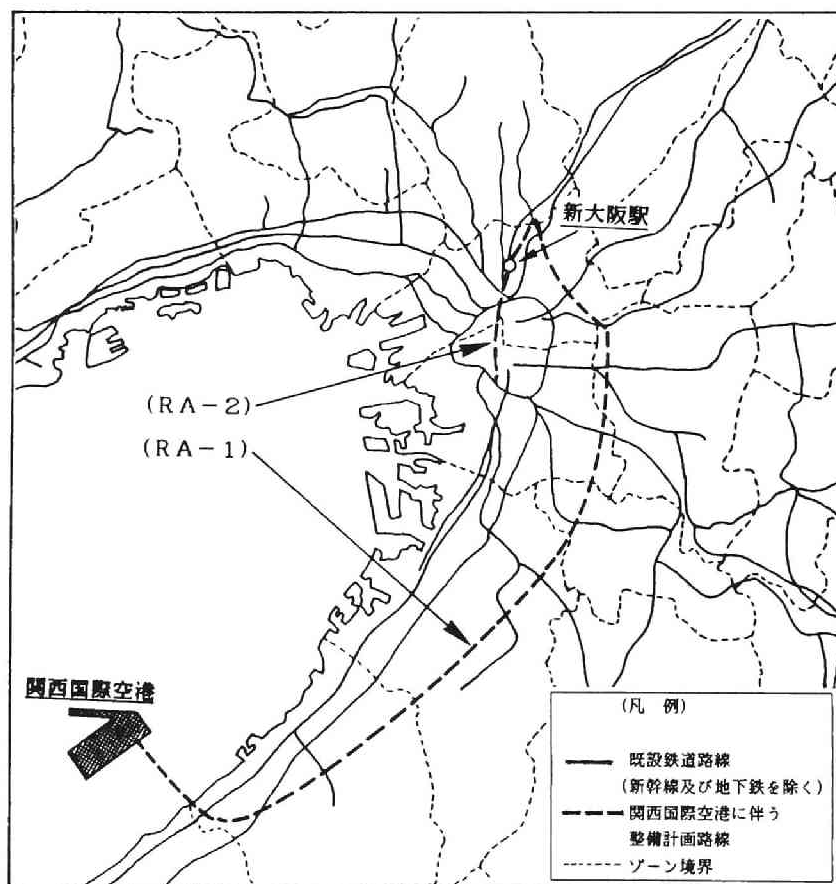 新大阪駅
(RA-2)
(RA-1)
関西国際空港
(凡 例)
既設鉄道路線
(新幹線及び地下鉄を除く)
関西国際空港に伴う
整備計画路線
ゾーン境界